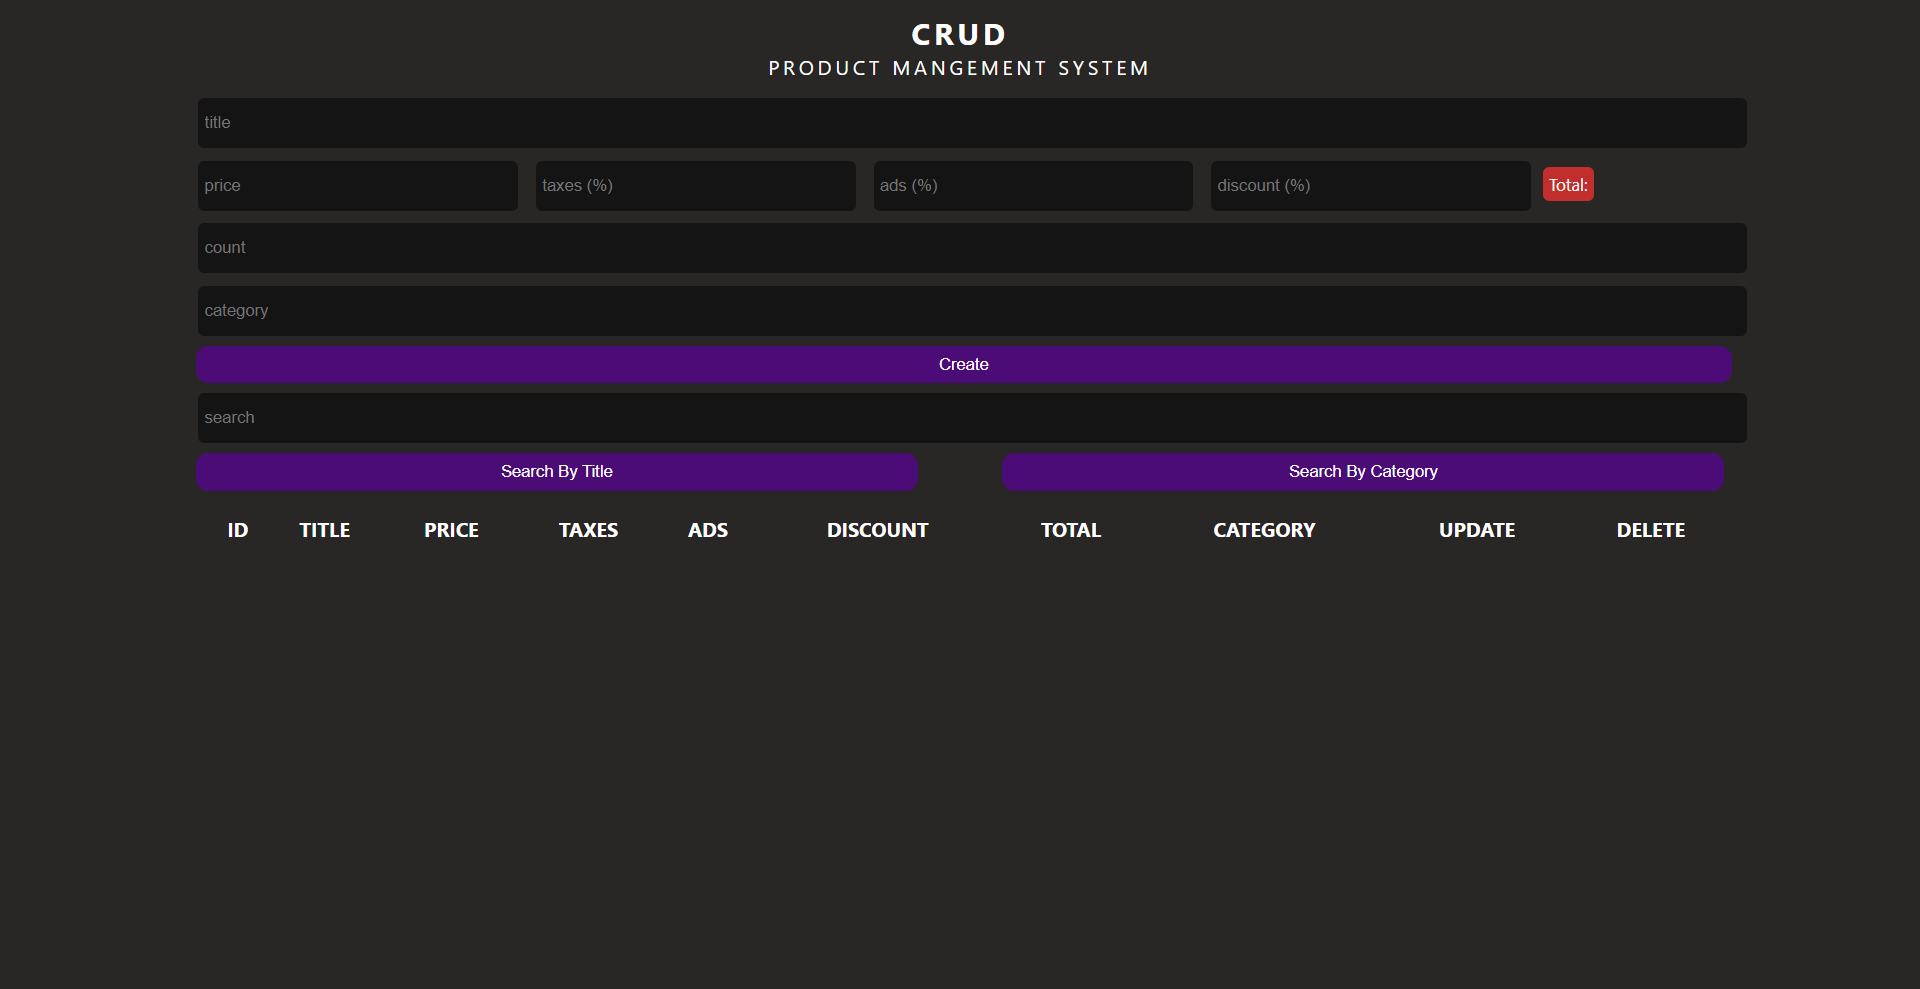 CRUD
PRODUCT MANGEMENT SYSTEM
title
price taxes (%) ads (%) discount (%) Total:
count
category
Create
search
Search By Title Search By Category
ID TITLE PRICE TAXES ADS DISCOUNT TOTAL CATEGORY UPDATE DELETE